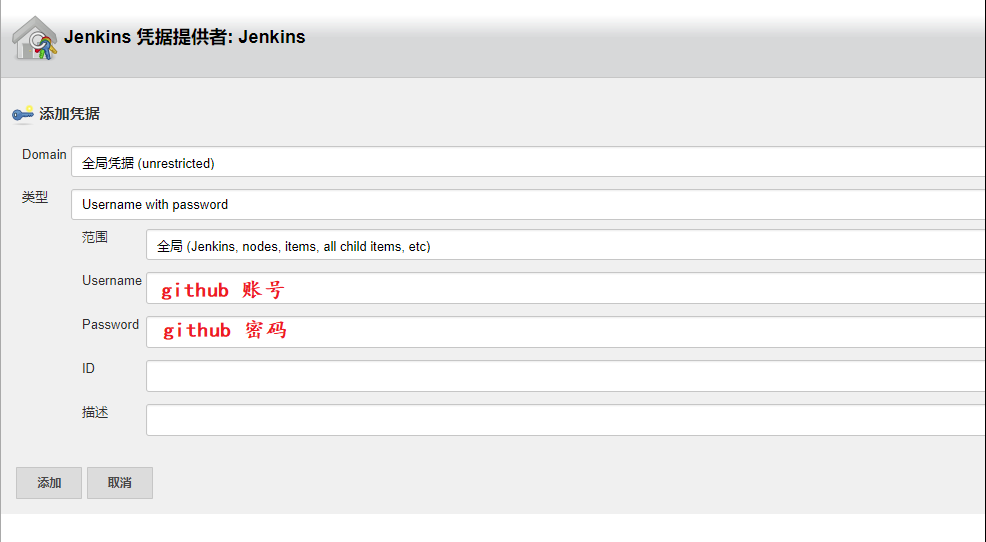 Jenkins 凭据提供者: Jenkins
添加凭据
Domain 全局凭据 (unrestricted)
类型 Username with password
范围 全局 (Jenkins, nodes, items, all child items, etc)
Username github 账号
Password github 密码
ID
描述
添加 取消